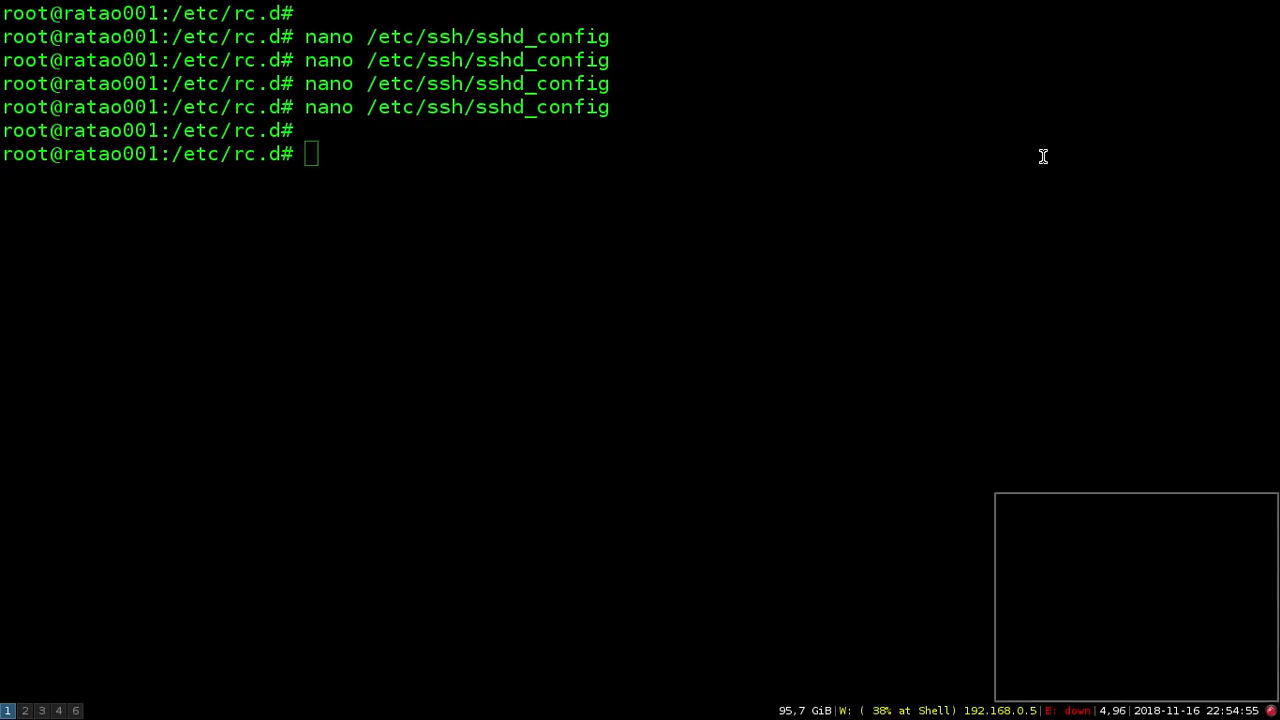 root@ratao001:/etc/rc.d#
root@ratao001:/etc/rc.d# nano /etc/ssh/sshd_config
root@ratao001:/etc/rc.d# nano /etc/ssh/sshd_config
root@ratao001:/etc/rc.d# nano /etc/ssh/sshd_config
root@ratao001:/etc/rc.d# nano /etc/ssh/sshd_config
root@ratao001:/etc/rc.d#
root@ratao001:/etc/rc.d#
1 2 3 4 6 95,7 GiB|W: ( 38% at Shell) 192.168.0.5|E: down|4,96|2018-11-16 22:54:55